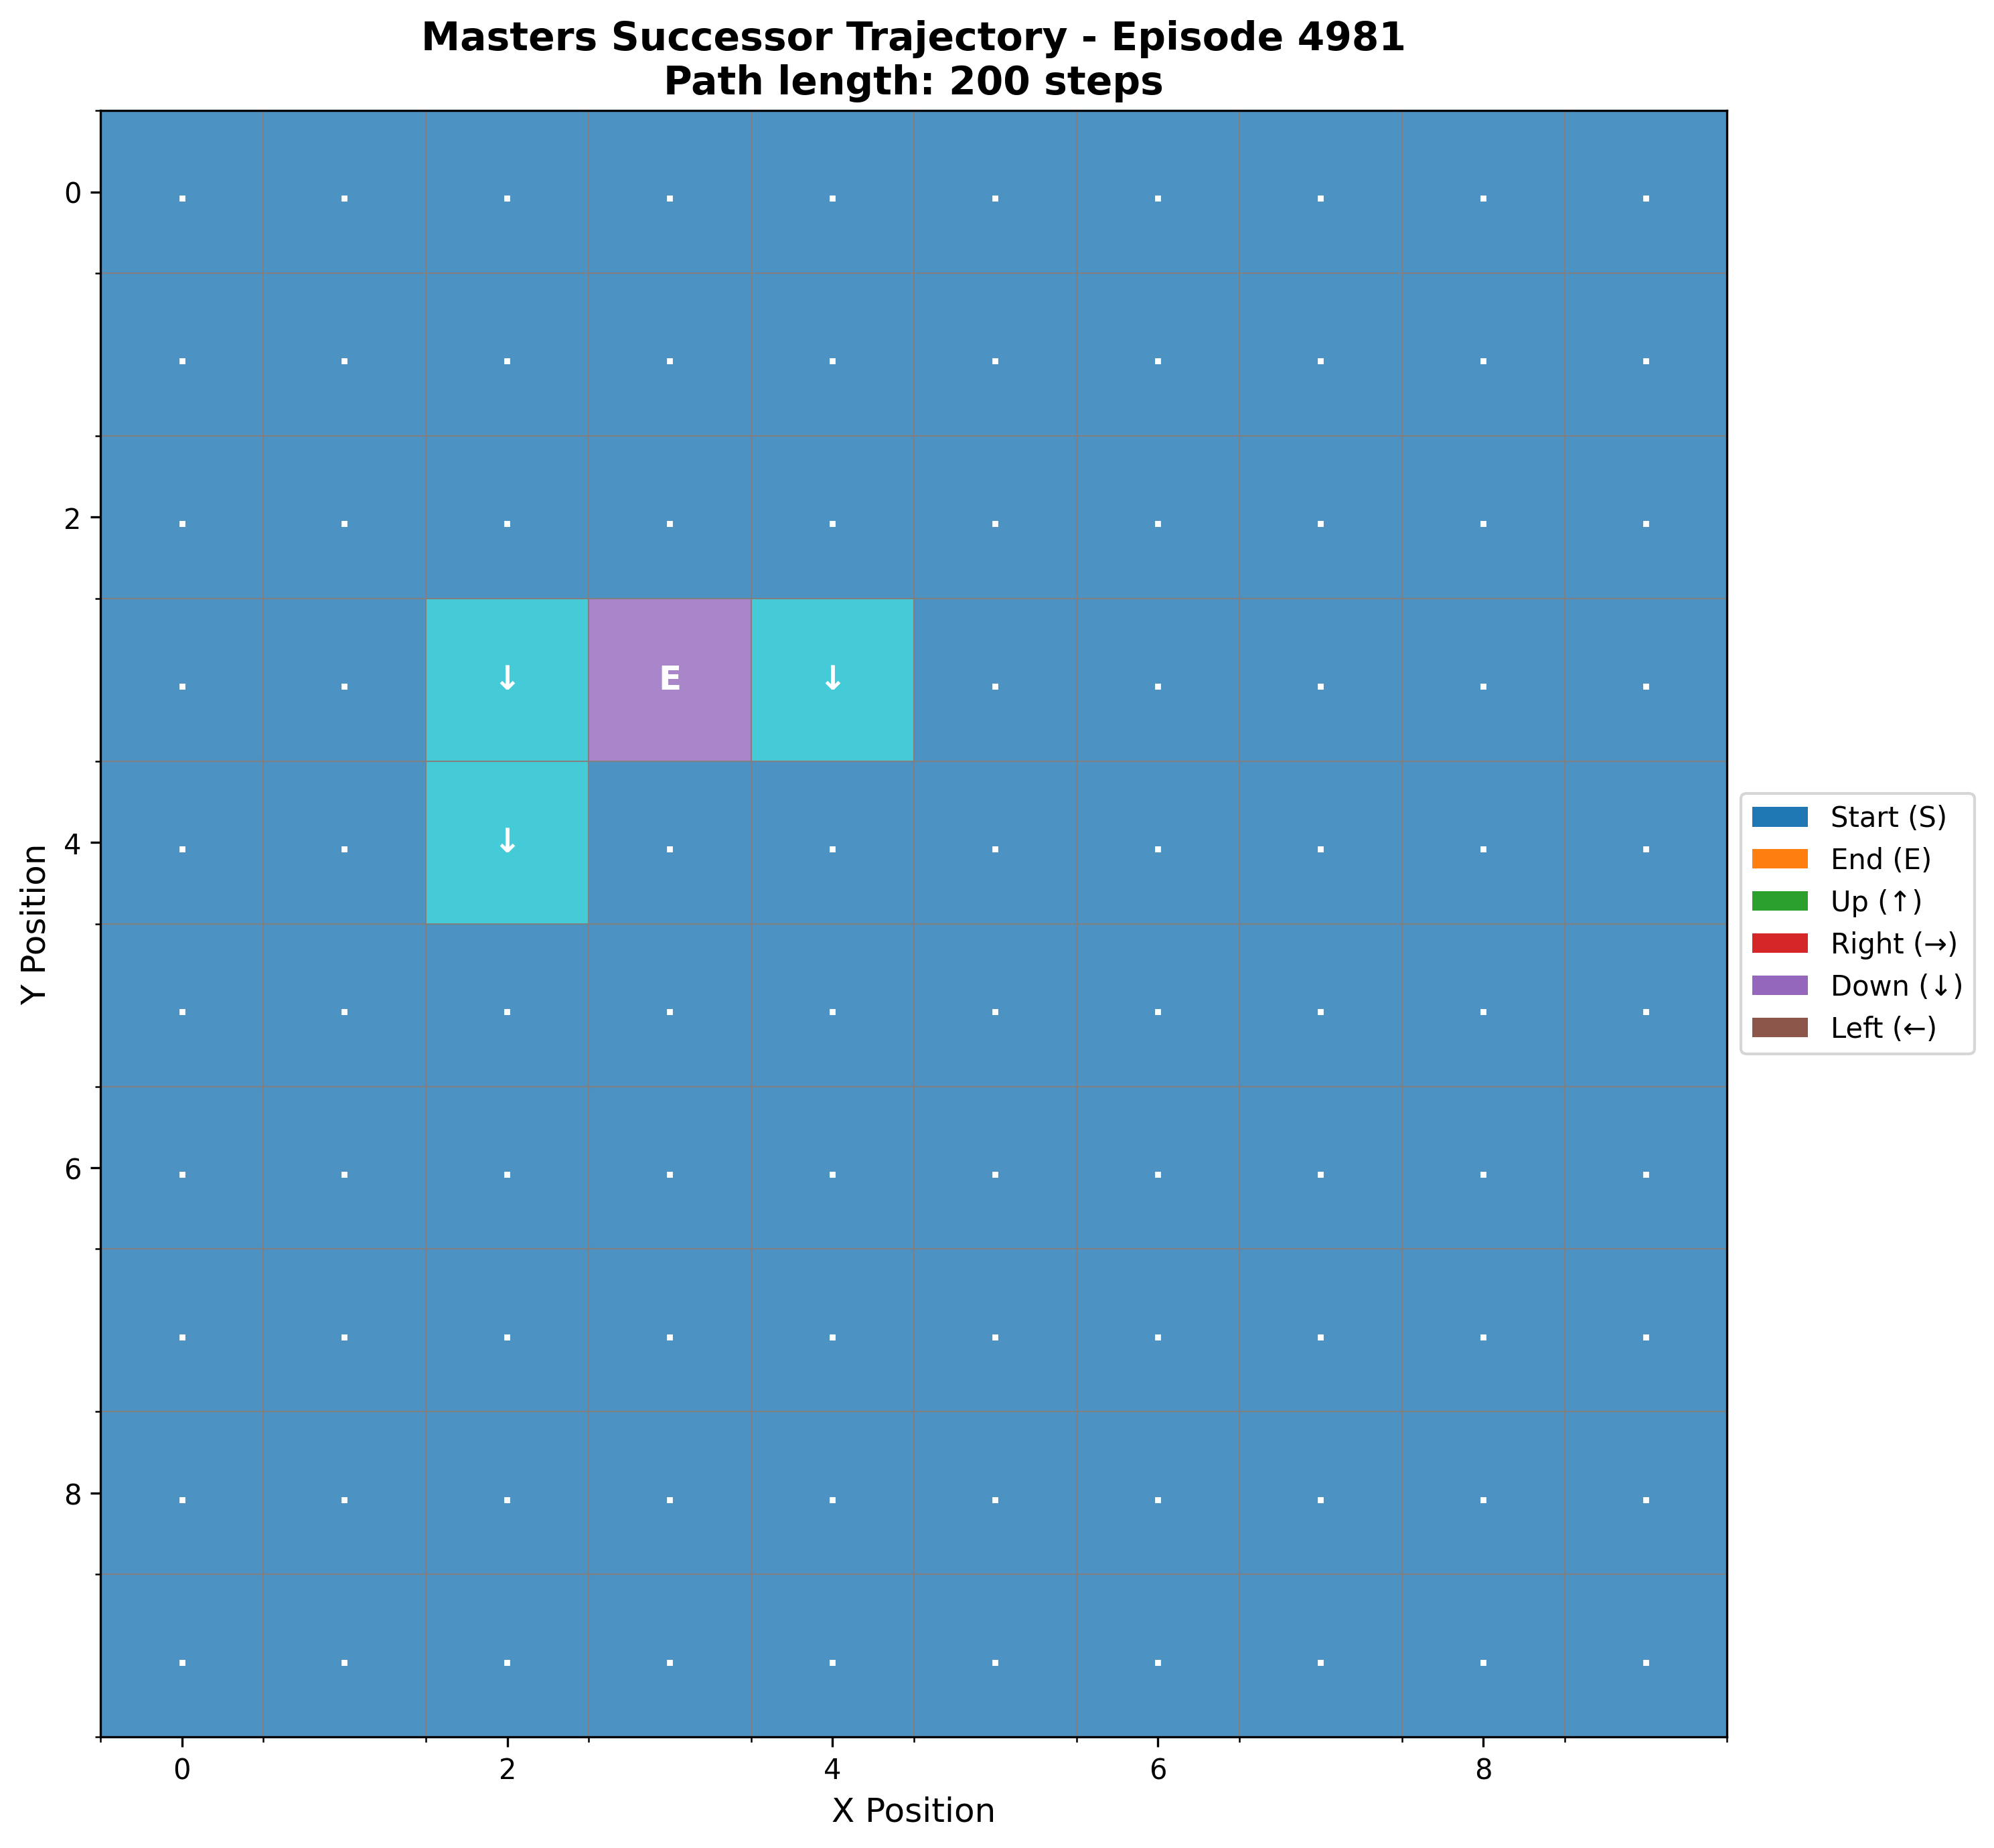 Masters Successor Trajectory - Episode 4981
Path length: 200 steps
0
. . . . . . . . . .
. . . . . . . . . .
2
. . . . . . . . . .
. . ↓ E ↓ . . . . .
4
. . ↓ . . . . . . .
. . . . . . . . . .
6
. . . . . . . . . .
. . . . . . . . . .
8
. . . . . . . . . .
. . . . . . . . . .
0 2 4 6 8
X Position
Y Position
Start (S)
End (E)
Up (↑)
Right (→)
Down (↓)
Left (←)